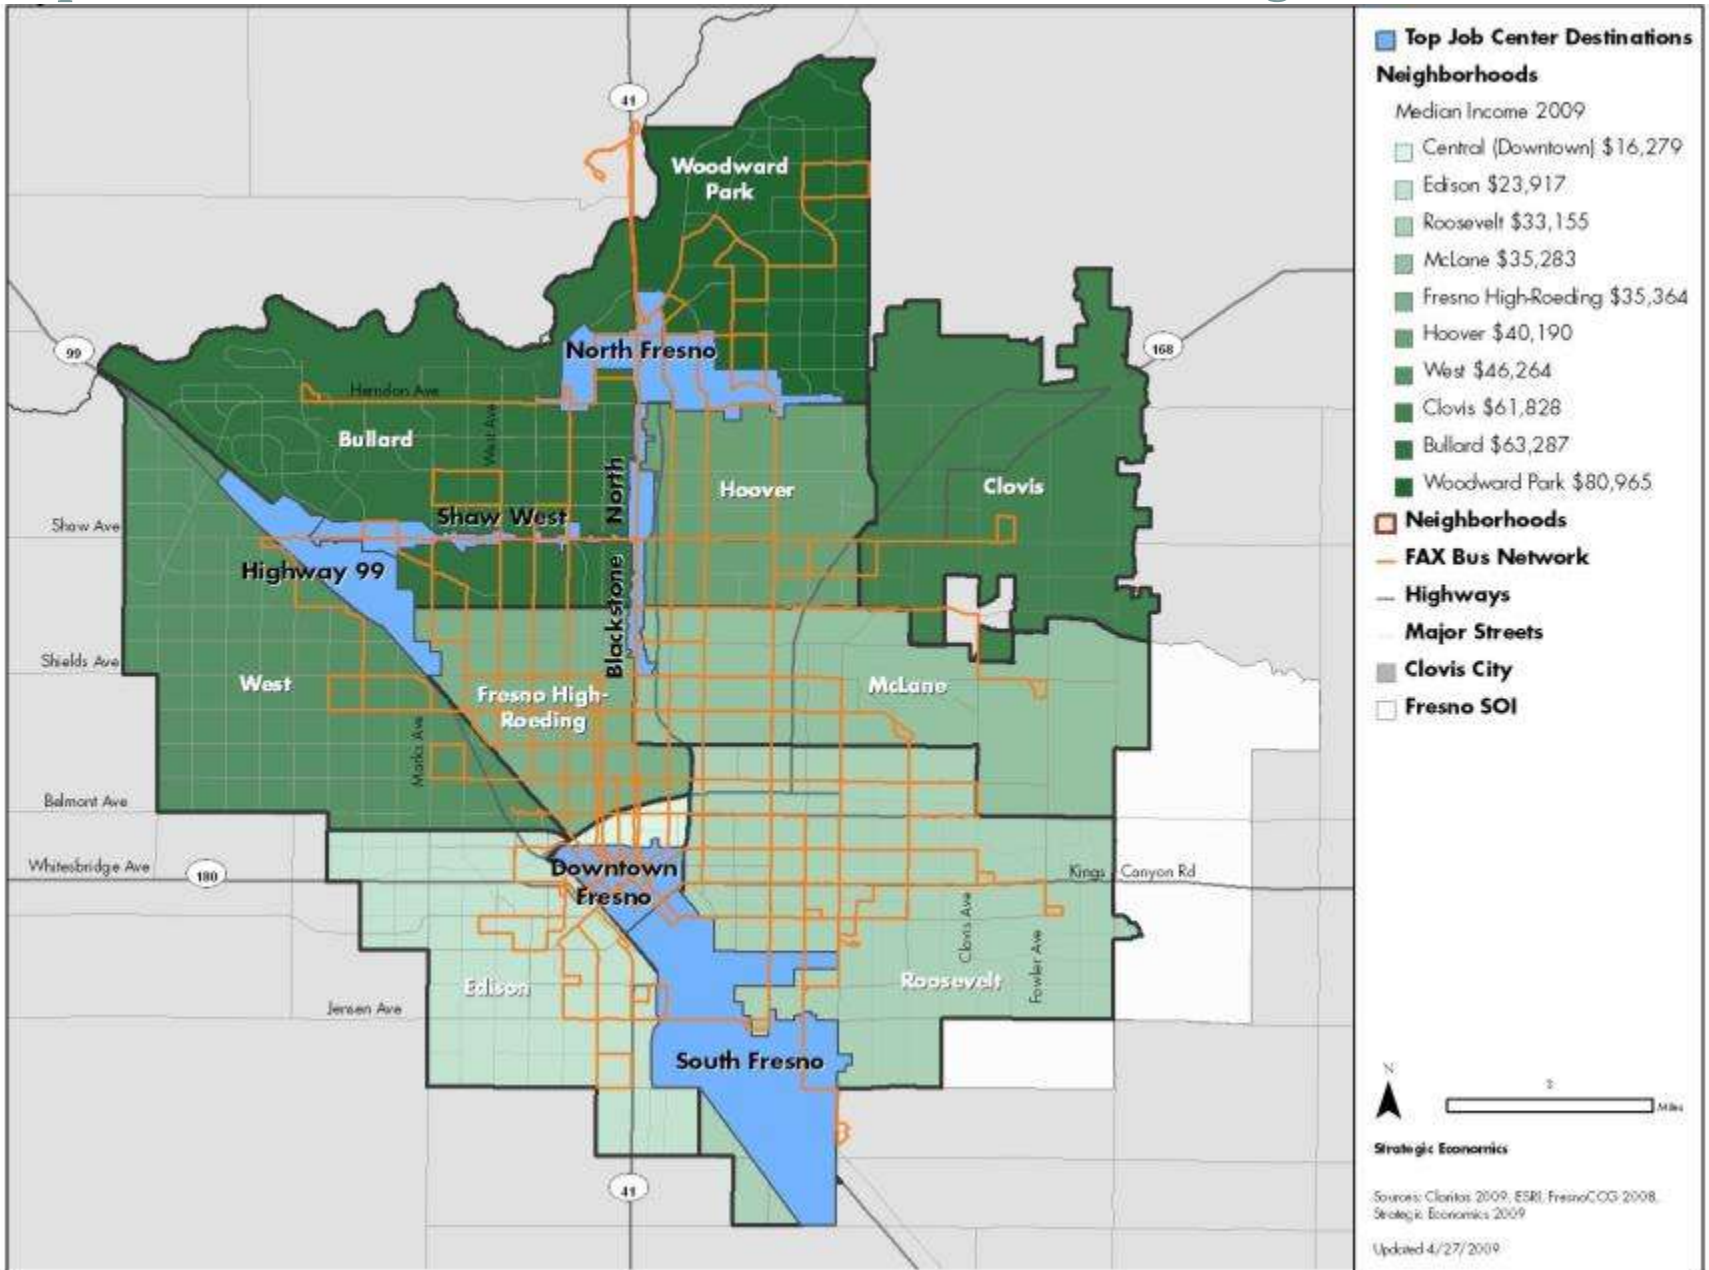 41
Woodward
Park
99
168
North Fresno
Herndon Ave
West Ave
Bullard
Hoover
Clovis
North
Shaw West
Shaw Ave
Highway 99
Blackstone
Shields Ave
West
McLane
Fresno High-
Roeding
Marks Ave
Belmont Ave
Whitesbridge Ave
180
Downtown
Fresno
Kings Canyon Rd
Clovis Ave
Fowler Ave
Edison
Roosevelt
Jensen Ave
South Fresno
41
Top Job Center Destinations
Neighborhoods
Median Income 2009
Central (Downtown) $16,279
Edison $23,917
Roosevelt $33,155
McLane $35,283
Fresno High-Roeding $35,364
Hoover $40,190
West $46,264
Clovis $61,828
Bullard $63,287
Woodward Park $80,965
Neighborhoods
FAX Bus Network
Highways
Major Streets
Clovis City
Fresno SOI
N
3
Miles
Strategic Economics
Sources: Claritas 2009, ESRI, FresnoCOG 2008,
Strategic Economics 2009
Updated 4/27/2009